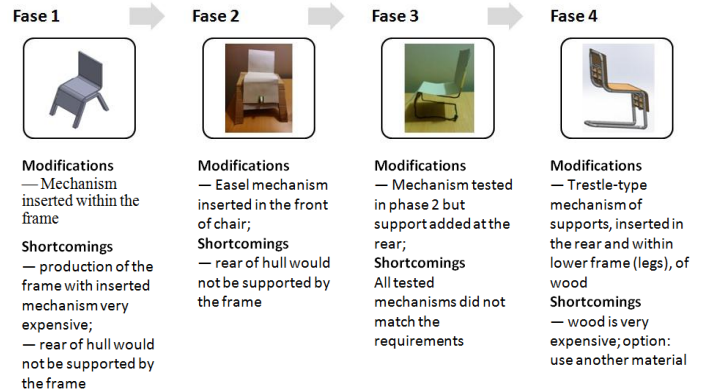 Fase 1
Modifications
— Mechanism
inserted within the
frame
Shortcomings
— production of the
frame with inserted
mechanism very
expensive;
— rear of hull would
not be supported by
the frame
Fase 2
Modifications
— Easel mechanism
inserted in the front
of chair;
Shortcomings
— rear of hull would
not be supported by
the frame
Fase 3
Modifications
— Mechanism tested
in phase 2 but
support added at the
rear;
Shortcomings
All tested
mechanisms did not
match the
requirements
Fase 4
Modifications
— Trestle-type
mechanism of
supports, inserted in
the rear and within
lower frame (legs), of
wood
Shortcomings
— wood is very
expensive; option:
use another material